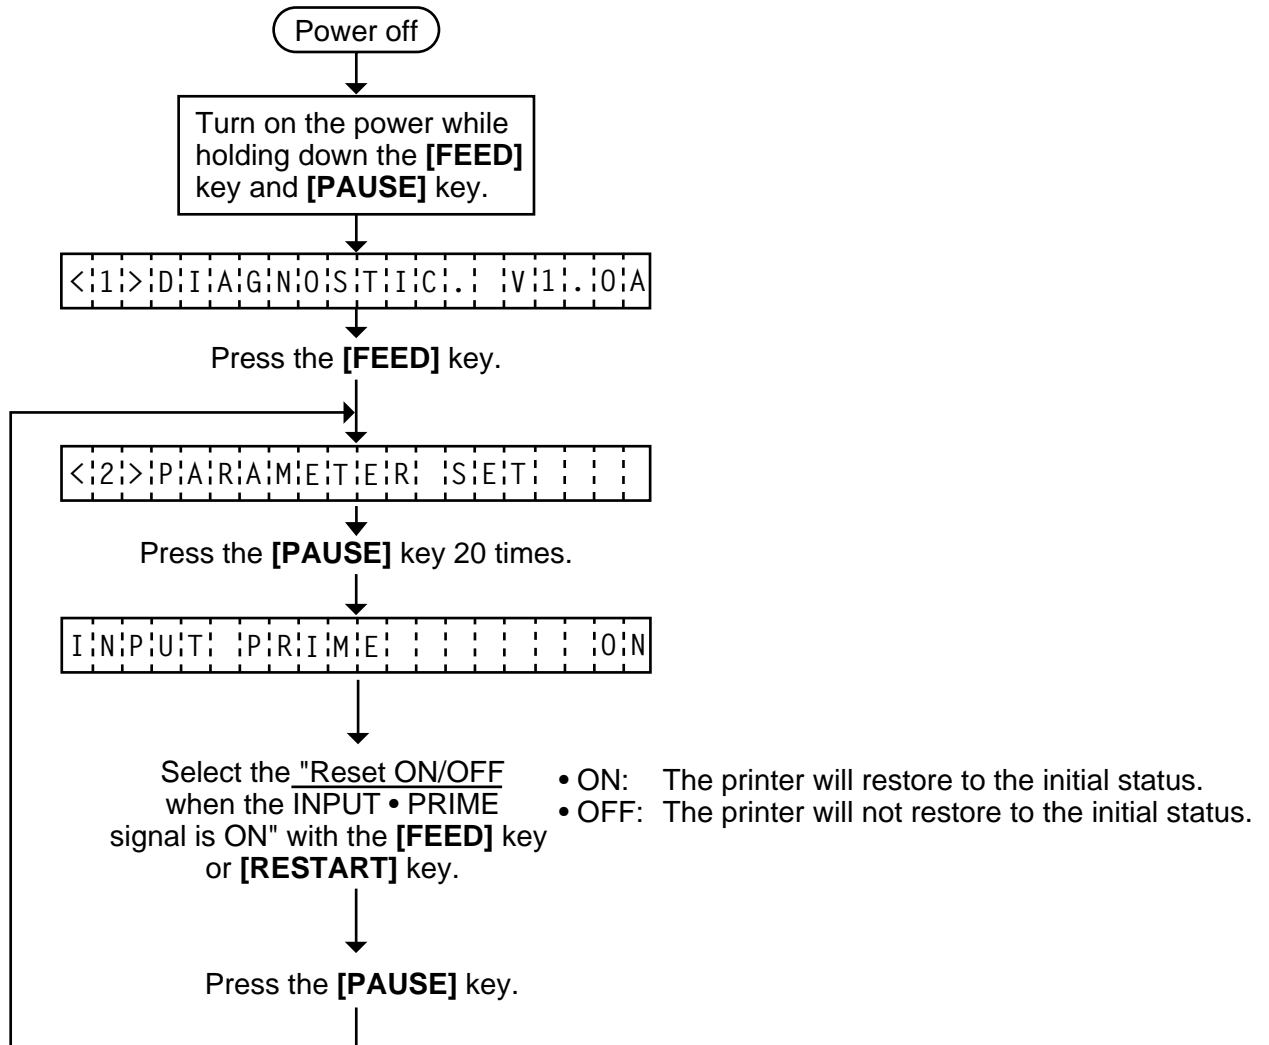 Power off
Turn on the power while
holding down the [FEED]
key and [PAUSE] key.
<1>DIAGNOSTIC. V1.0A
Press the [FEED] key.
<2>PARAMETER SET
Press the [PAUSE] key 20 times.
INPUT PRIME ON
Select the "Reset ON/OFF
when the INPUT • PRIME
signal is ON" with the [FEED] key
or [RESTART] key.
• ON: The printer will restore to the initial status.
• OFF: The printer will not restore to the initial status.
Press the [PAUSE] key.